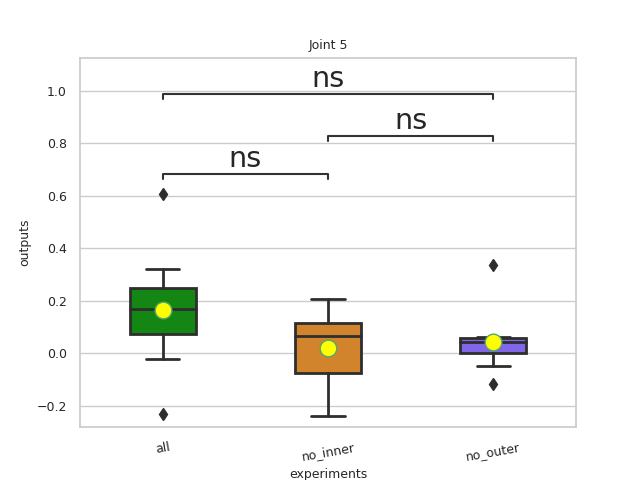 Joint 5
ns
ns
ns
1.0
0.8
0.6
0.4
0.2
0.0
−0.2
outputs
all
no_inner
no_outer
experiments